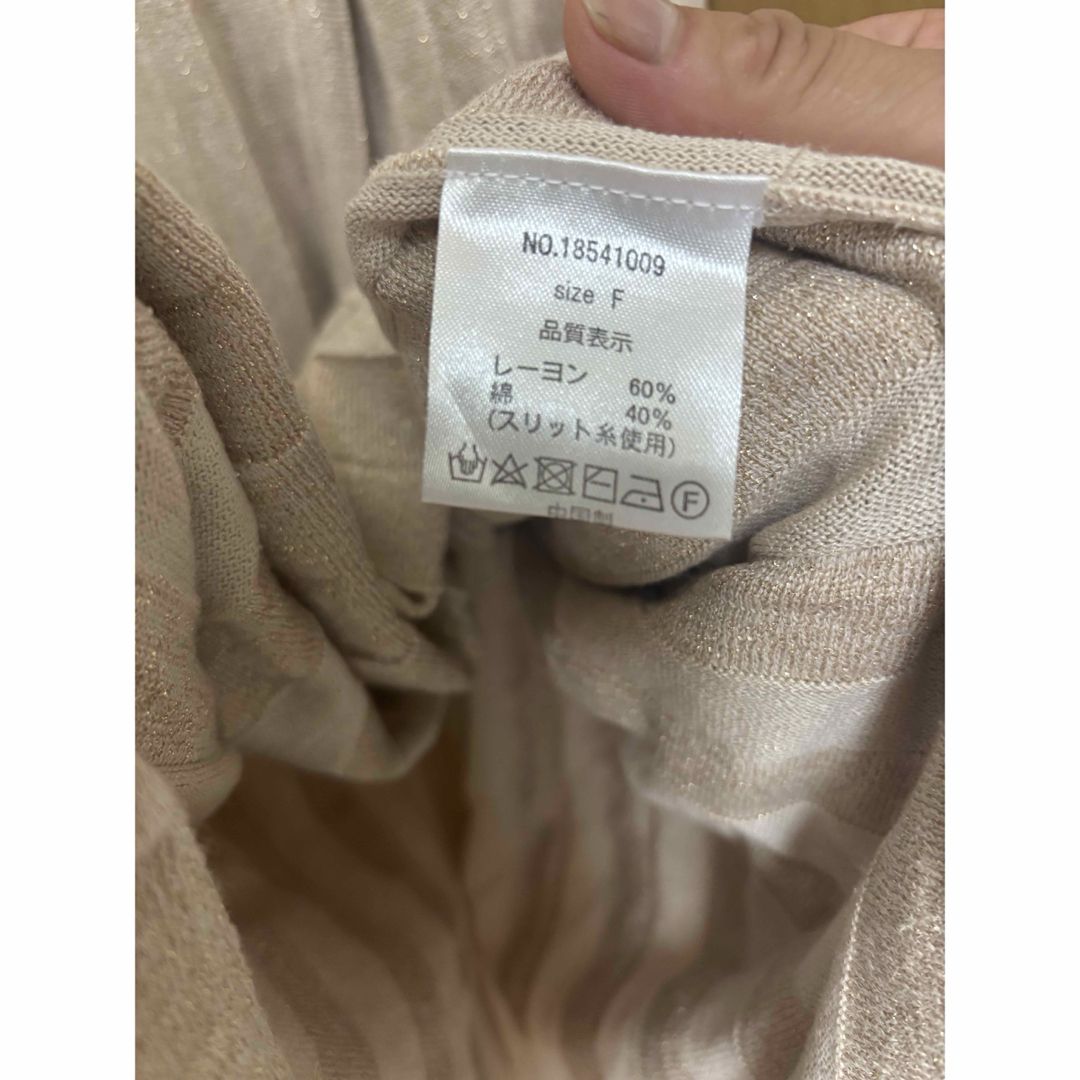 NO.18541009
size F
品質表示
レーヨン 60%
綿 40%
(スリット糸使用)
F
中国製